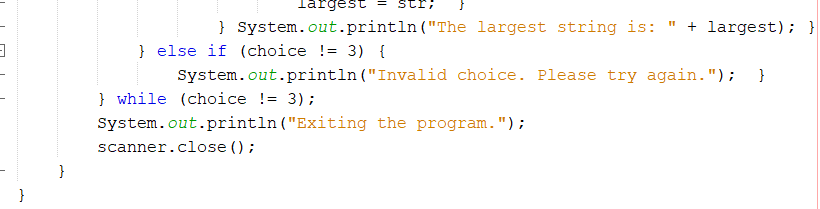 largest = str;  }
} System.out.println("The largest string is: " + largest); }
} else if (choice != 3) {
System.out.println("Invalid choice. Please try again.");  }
} while (choice != 3);
System.out.println("Exiting the program.");
scanner.close();
}
}